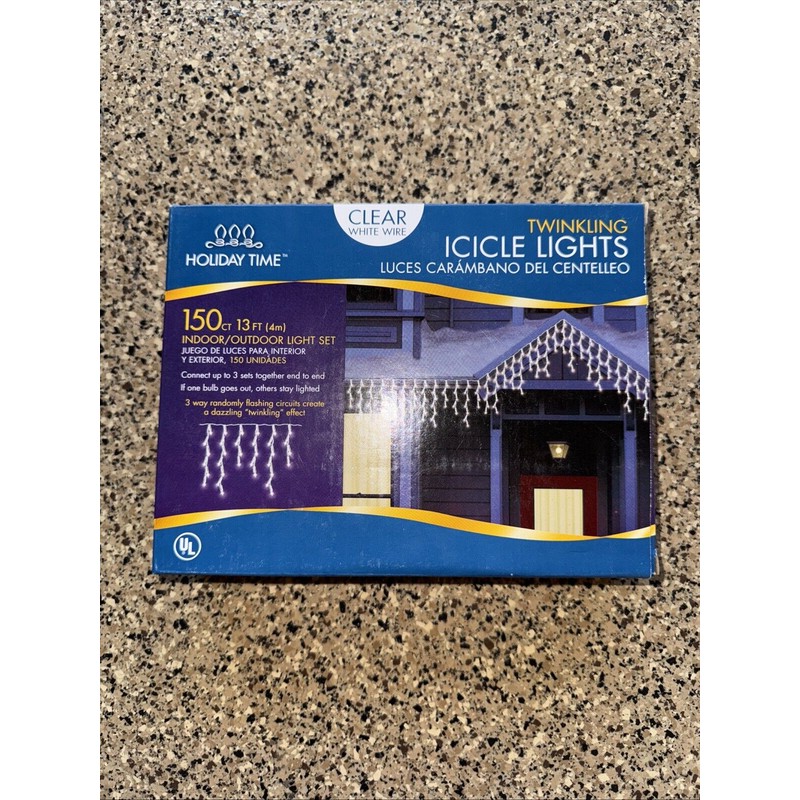 CLEAR
WHITE WIRE
HOLIDAY TIME™
TWINKLING
ICICLE LIGHTS
LUCES CARÁMBANO DEL CENTELLEO
150CT 13 FT (4m)
INDOOR/OUTDOOR LIGHT SET
JUEGO DE LUCES PARA INTERIOR
Y EXTERIOR, 150 UNIDADES
Connect up to 3 sets together end to end
If one bulb goes out, others stay lighted
3 way randomly flashing circuits create
a dazzling "twinkling" effect
UL